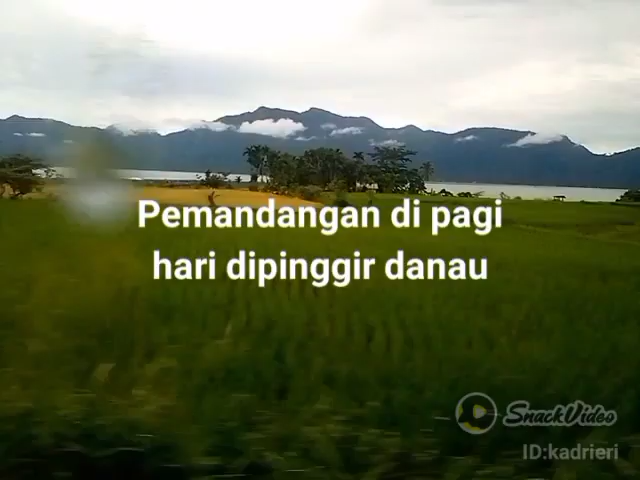 Pemandangan di pagi
hari dipinggir danau
SnackVideo
ID:kadrieri